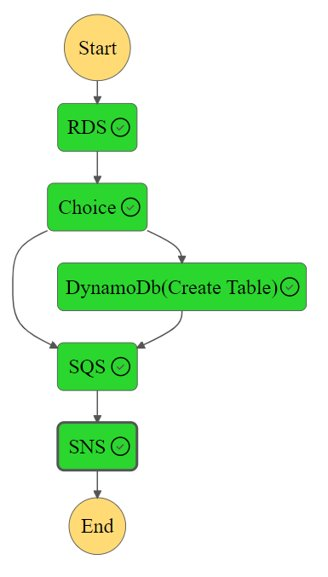 Start
RDS
Choice
DynamoDb(Create Table)
SQS
SNS
End